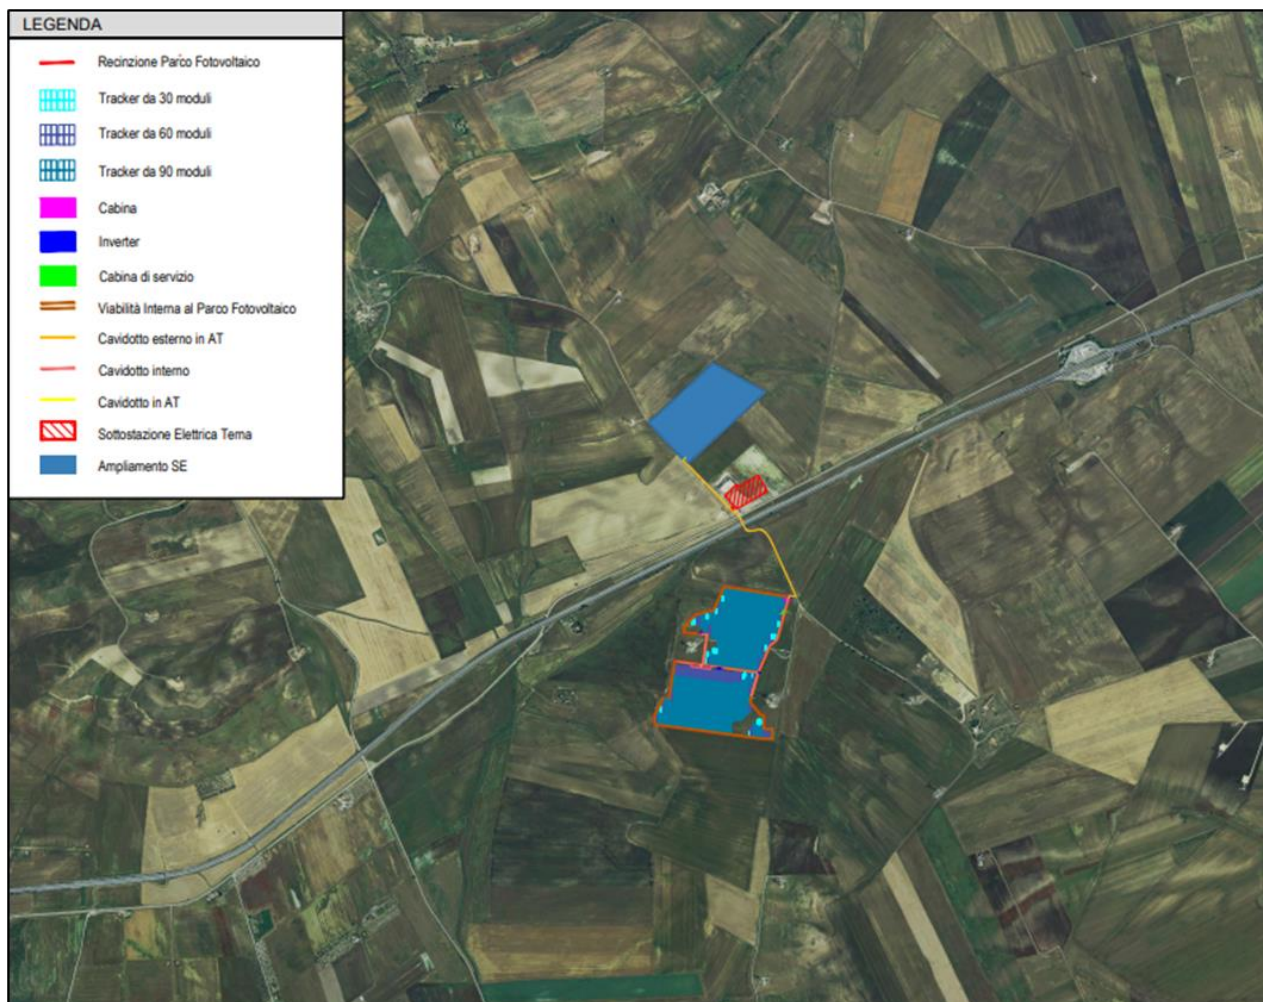 LEGENDA
Recinzione Parco Fotovoltaico
Tracker da 30 moduli
Tracker da 60 moduli
Tracker da 90 moduli
Cabina
Inverter
Cabina di servizio
Viabilità Interna al Parco Fotovoltaico
Cavidotto esterno in AT
Cavidotto interno
Cavidotto in AT
Sottostazione Elettrica Terna
Ampliamento SE